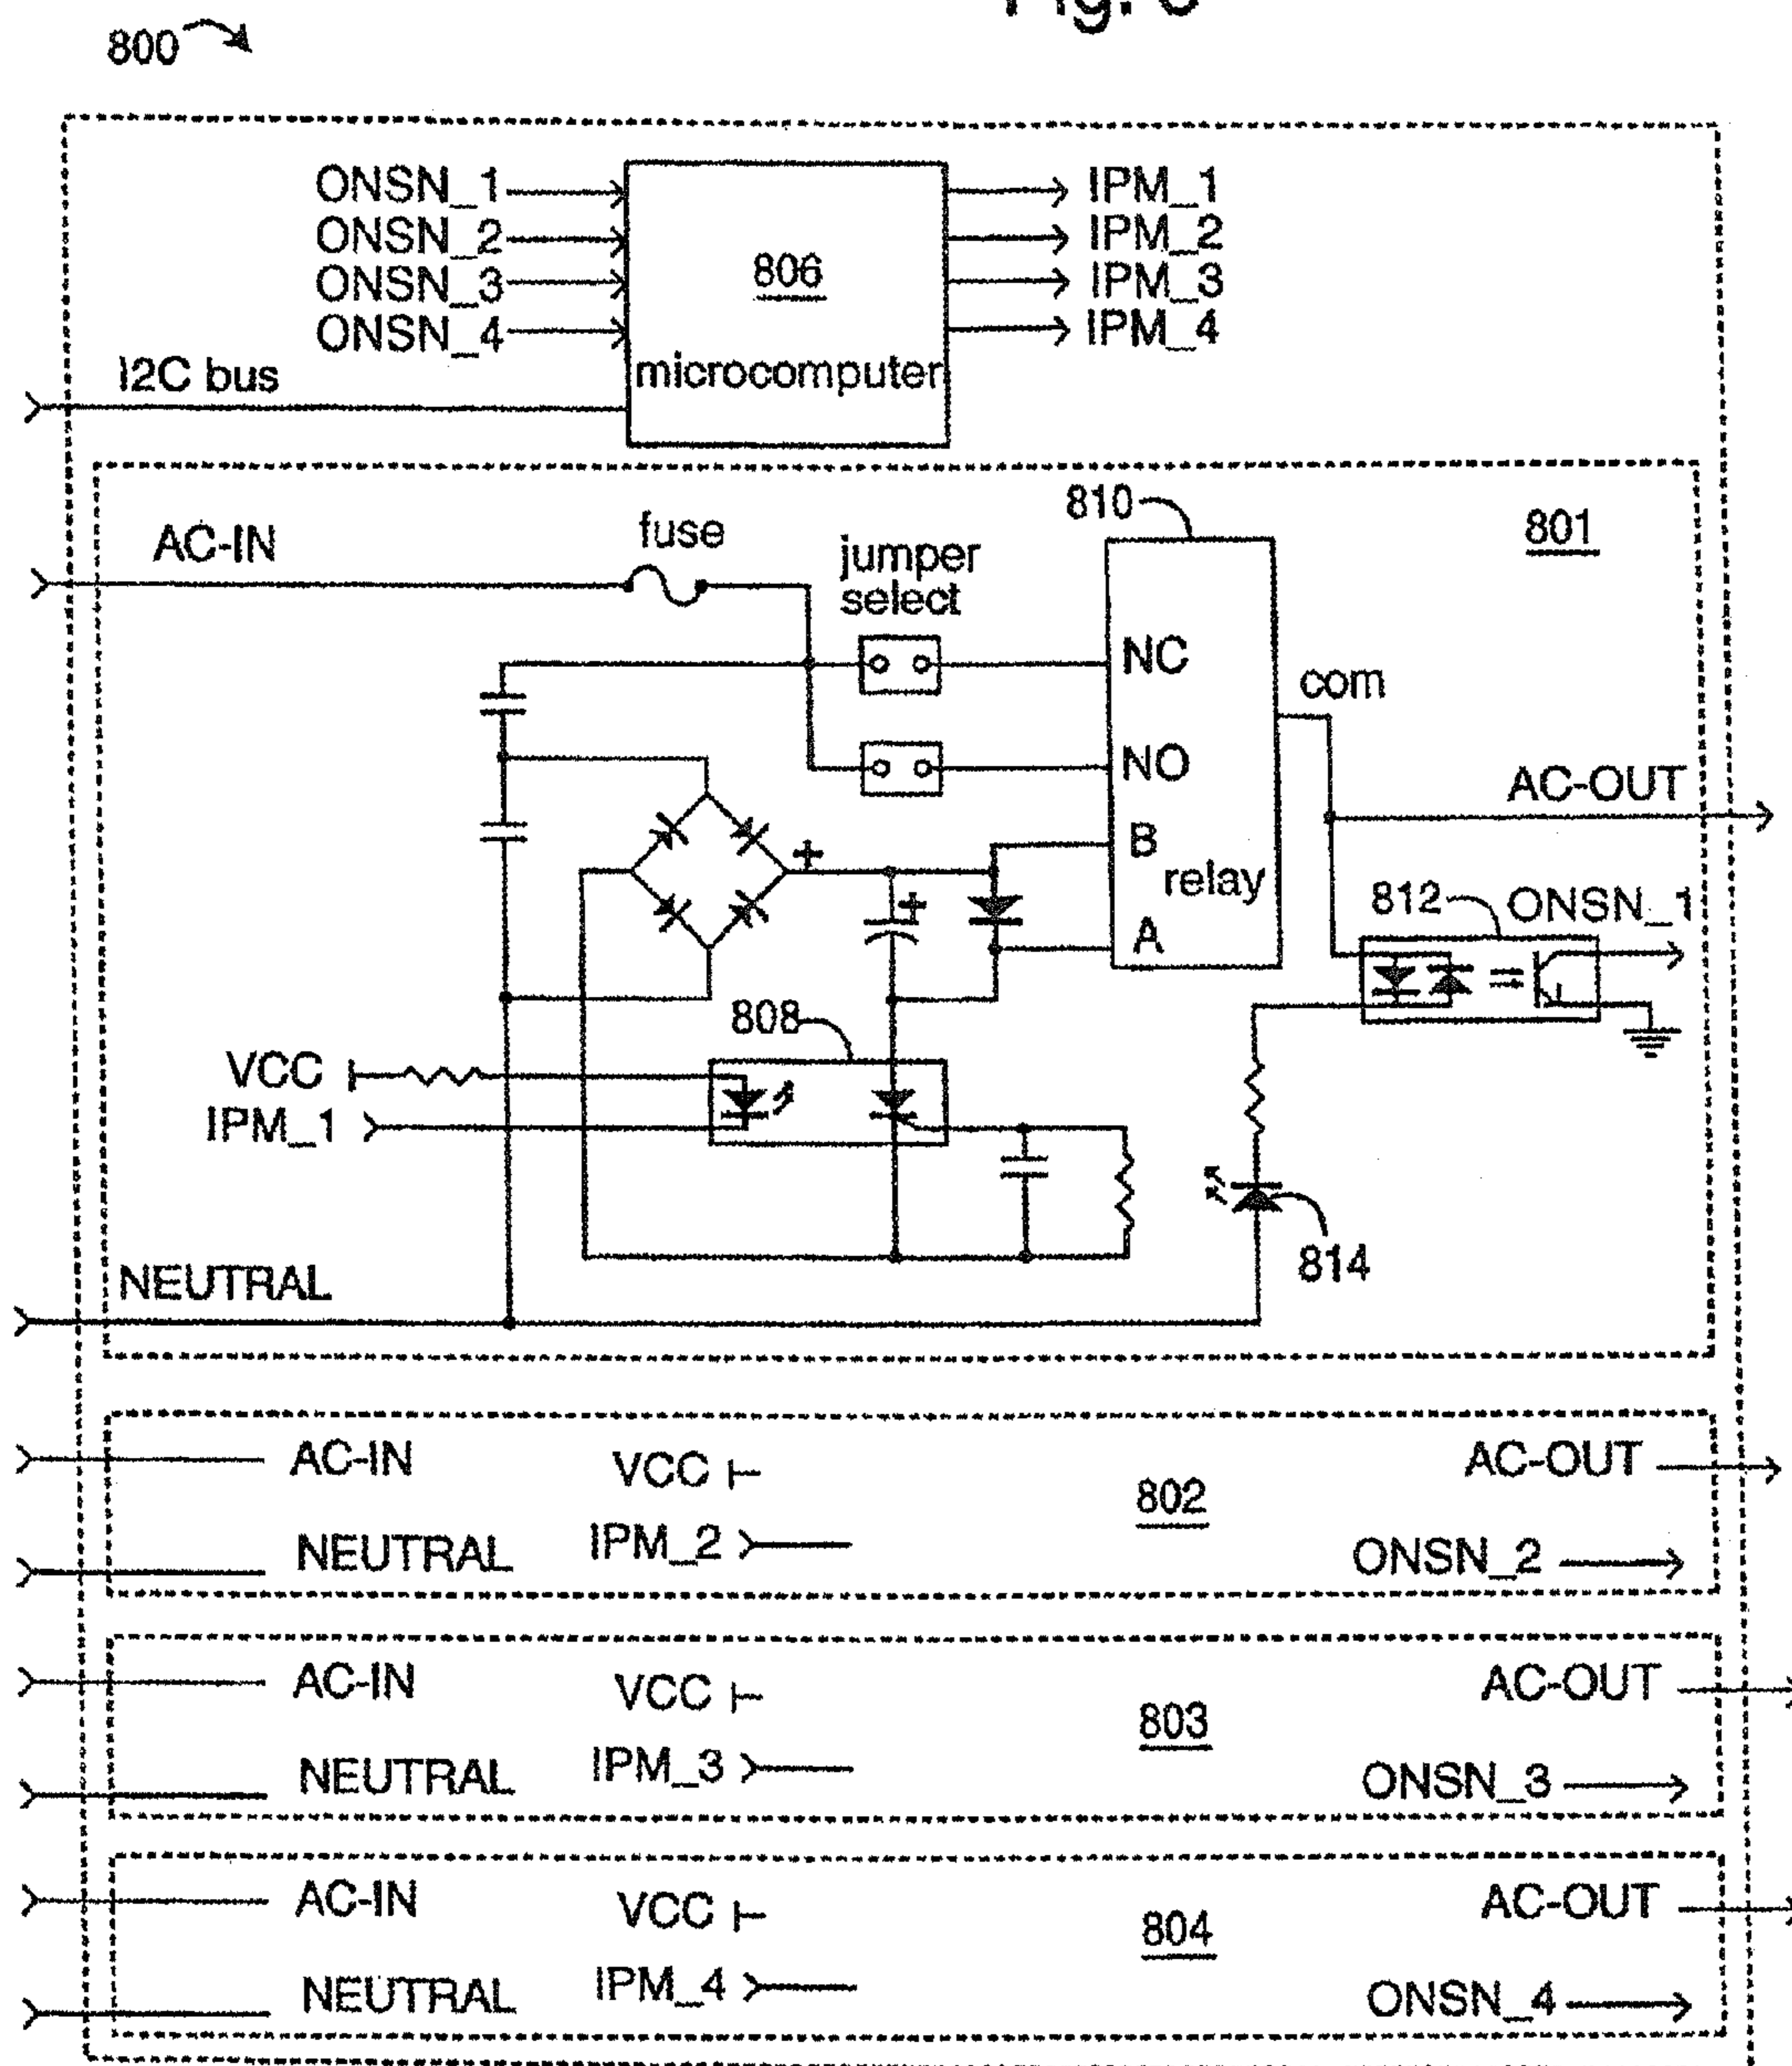 800
ONSN_1
ONSN_2
ONSN_3
ONSN_4
806
microcomputer
IPM_1
IPM_2
IPM_3
IPM_4
I2C bus
AC-IN
fuse
jumper
select
810
801
NC
NO
B
relay
A
com
AC-OUT
812
ONSN_1
+
+
808
VCC
IPM_1
814
NEUTRAL
AC-IN
VCC
802
AC-OUT
NEUTRAL
IPM_2
ONSN_2
AC-IN
VCC
803
AC-OUT
NEUTRAL
IPM_3
ONSN_3
AC-IN
VCC
804
AC-OUT
NEUTRAL
IPM_4
ONSN_4